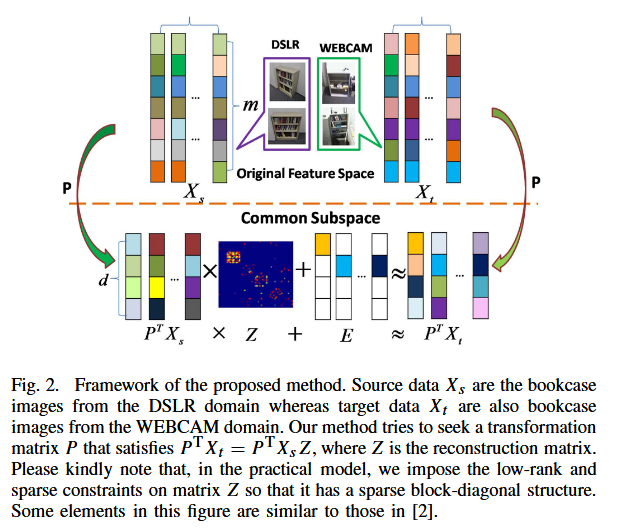 DSLR WEBCAM
... m ...
... ...
Original Feature Space
P X_s X_t P
Common Subspace
d ... × + ... ≈ ...
P^T X_s × Z + E ≈ P^T X_t
Fig. 2. Framework of the proposed method. Source data X_s are the bookcase
images from the DSLR domain whereas target data X_t are also bookcase
images from the WEBCAM domain. Our method tries to seek a transformation
matrix P that satisfies P^T X_t = P^T X_s Z, where Z is the reconstruction matrix.
Please kindly note that, in the practical model, we impose the low-rank and
sparse constraints on matrix Z so that it has a sparse block-diagonal structure.
Some elements in this figure are similar to those in [2].